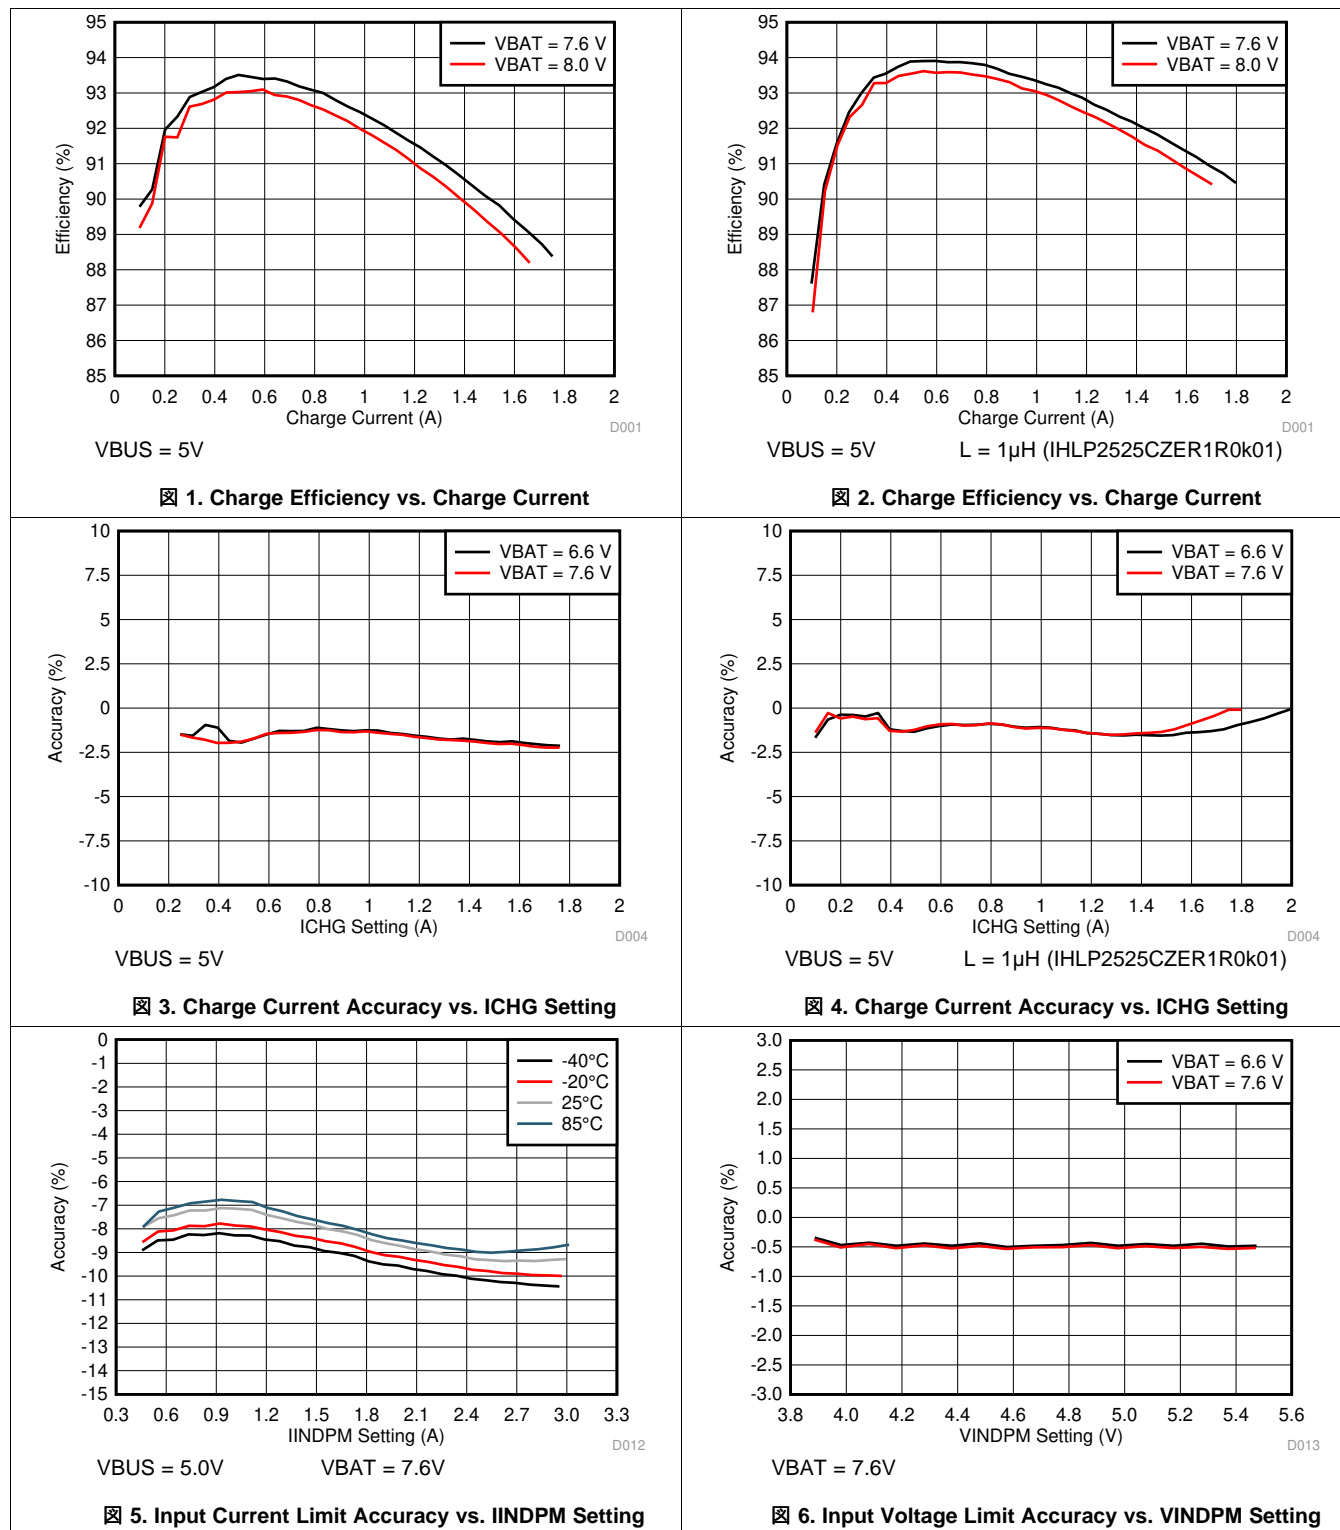 95
94
93
92
91
90
89
88
87
86
85
Efficiency (%)
VBAT = 7.6 V
VBAT = 8.0 V
0 0.2 0.4 0.6 0.8 1 1.2 1.4 1.6 1.8 2
Charge Current (A)
D001
VBUS = 5V
図 1. Charge Efficiency vs. Charge Current
95
94
93
92
91
90
89
88
87
86
85
Efficiency (%)
VBAT = 7.6 V
VBAT = 8.0 V
0 0.2 0.4 0.6 0.8 1 1.2 1.4 1.6 1.8 2
Charge Current (A)
D001
VBUS = 5V L = 1µH (IHLP2525CZER1R0k01)
図 2. Charge Efficiency vs. Charge Current
10
7.5
5
2.5
0
-2.5
-5
-7.5
-10
Accuracy (%)
VBAT = 6.6 V
VBAT = 7.6 V
0 0.2 0.4 0.6 0.8 1 1.2 1.4 1.6 1.8 2
ICHG Setting (A)
D004
VBUS = 5V
図 3. Charge Current Accuracy vs. ICHG Setting
10
7.5
5
2.5
0
-2.5
-5
-7.5
-10
Accuracy (%)
VBAT = 6.6 V
VBAT = 7.6 V
0 0.2 0.4 0.6 0.8 1 1.2 1.4 1.6 1.8 2
ICHG Setting (A)
D004
VBUS = 5V L = 1µH (IHLP2525CZER1R0k01)
図 4. Charge Current Accuracy vs. ICHG Setting
0
-1
-2
-3
-4
-5
-6
-7
-8
-9
-10
-11
-12
-13
-14
-15
Accuracy (%)
-40°C
-20°C
25°C
85°C
0.3 0.6 0.9 1.2 1.5 1.8 2.1 2.4 2.7 3.0 3.3
IINDPM Setting (A)
D012
VBUS = 5.0V VBAT = 7.6V
図 5. Input Current Limit Accuracy vs. IINDPM Setting
3.0
2.5
2.0
1.5
1.0
0.5
0.0
-0.5
-1.0
-1.5
-2.0
-2.5
-3.0
Accuracy (%)
VBAT = 6.6 V
VBAT = 7.6 V
3.8 4.0 4.2 4.4 4.6 4.8 5.0 5.2 5.4 5.6
VINDPM Setting (V)
D013
VBAT = 7.6V
図 6. Input Voltage Limit Accuracy vs. VINDPM Setting